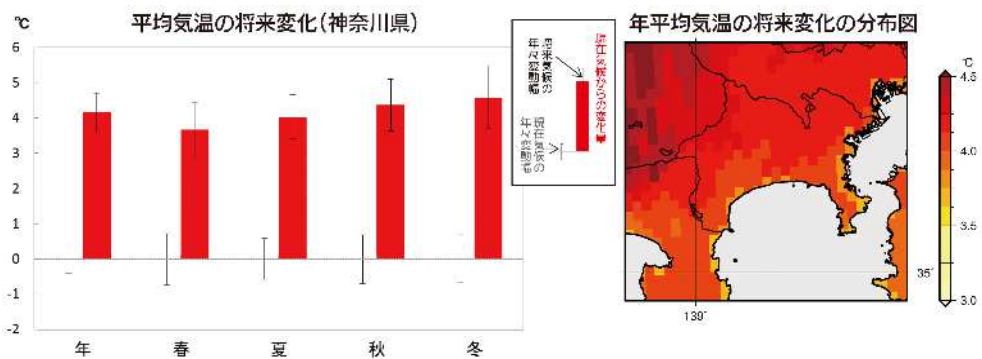 ℃
平均気温の将来変化(神奈川県)
6
5
4
3
2
1
0
-1
-2
年
春
夏
秋
冬
現在気候からの変化量
将来気候の
年々変動幅
現在気候の
年々変動幅
年平均気温の将来変化の分布図
℃
4.5
4.0
3.5
3.0
35゜
139゜